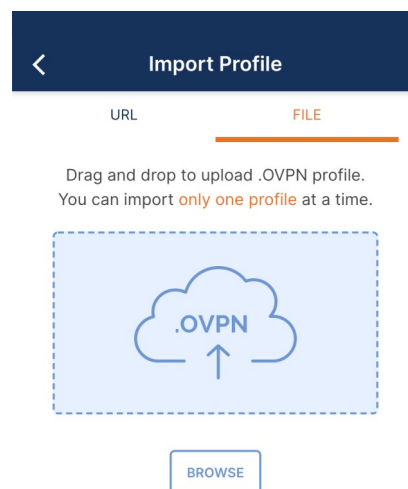 Import Profile
URL
FILE
Drag and drop to upload .OVPN profile.
You can import only one profile at a time.
.OVPN
BROWSE